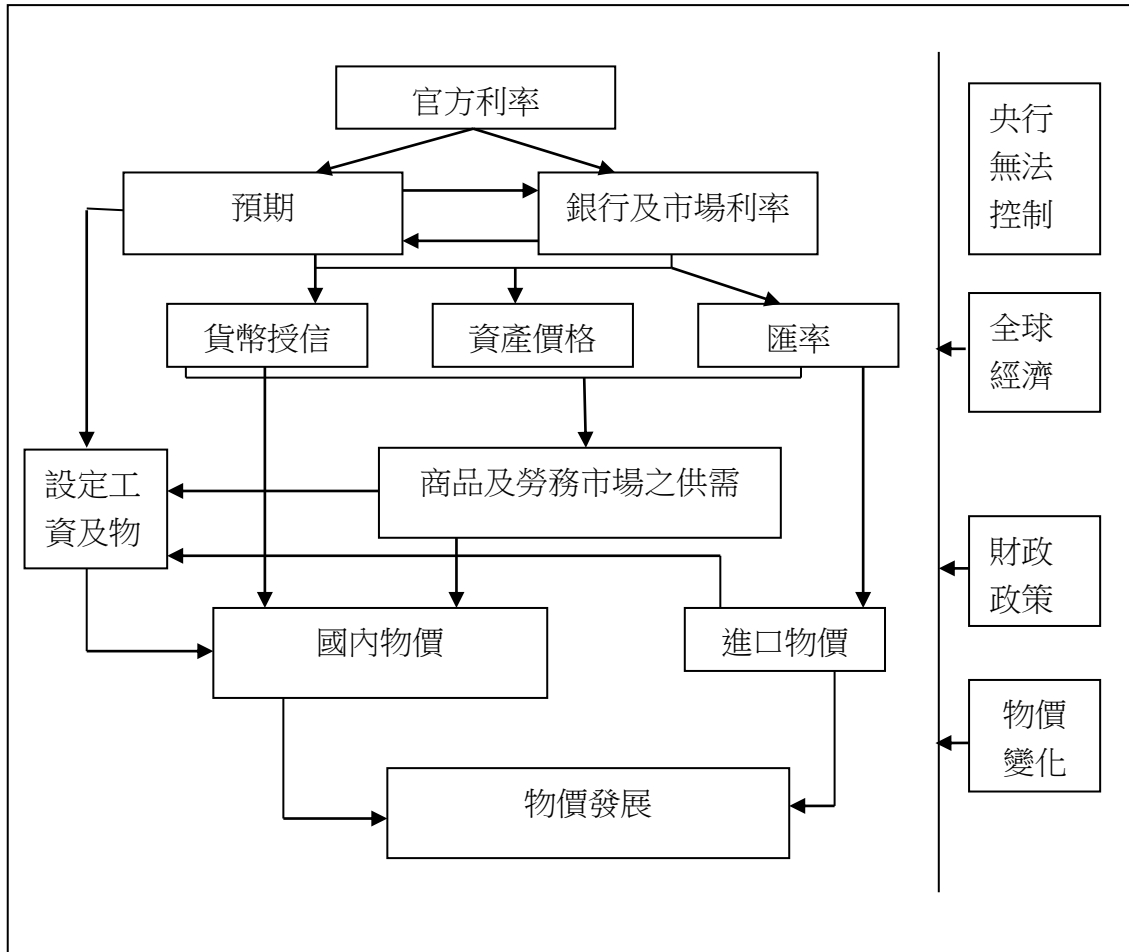 官方利率
預期
銀行及市場利率
貨幣授信
資產價格
匯率
設定工
資及物
商品及勞務市場之供需
國內物價
進口物價
物價發展
央行
無法
控制
全球
經濟
財政
政策
物價
變化